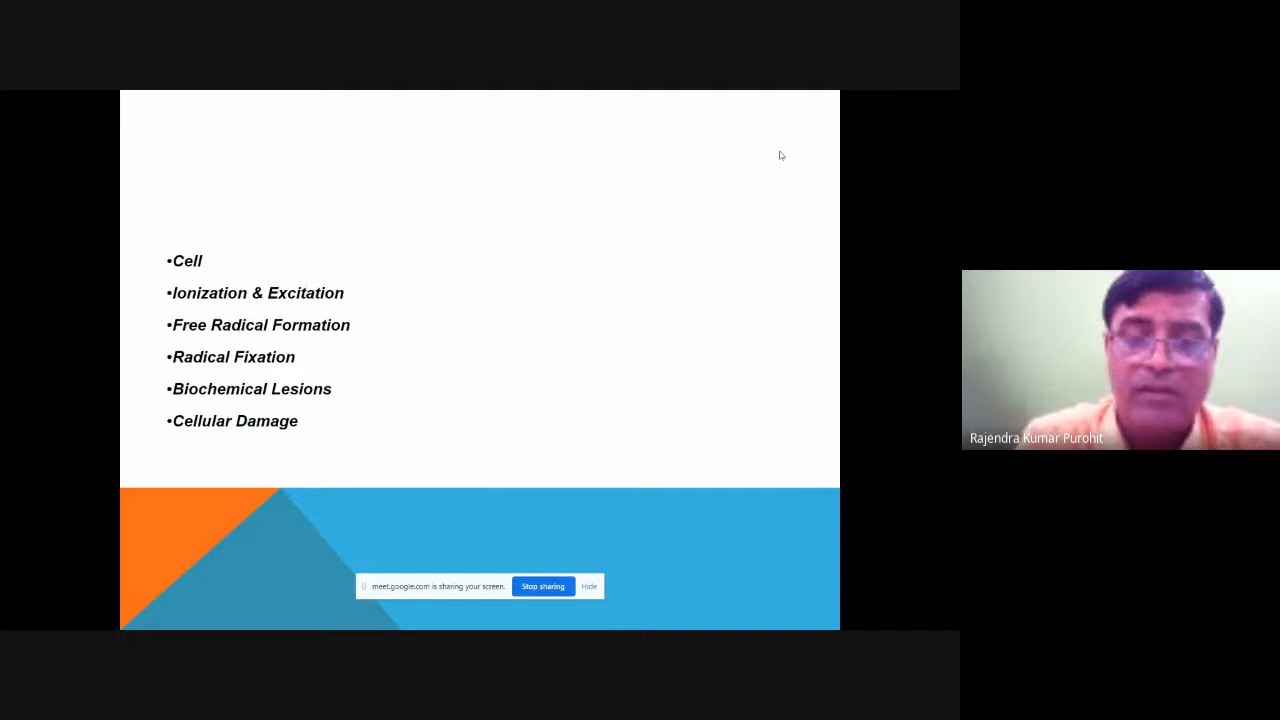 •Cell
•Ionization & Excitation
•Free Radical Formation
•Radical Fixation
•Biochemical Lesions
•Cellular Damage
meet.google.com is sharing your screen. Stop sharing Hide
Rajendra Kumar Purohit